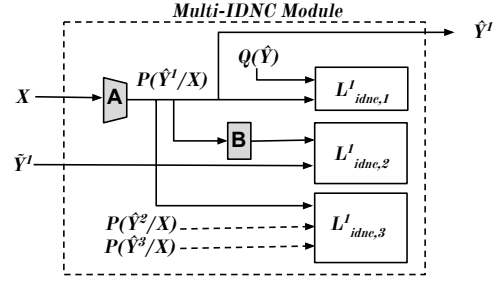 Multi-IDNC Module
Ŷ¹
Q(Ŷ)
P(Ŷ¹/X)
X
A
L¹idnc,1
B
L¹idnc,2
Ỹ¹
L¹idnc,3
P(Ŷ²/X)
P(Ŷ³/X)